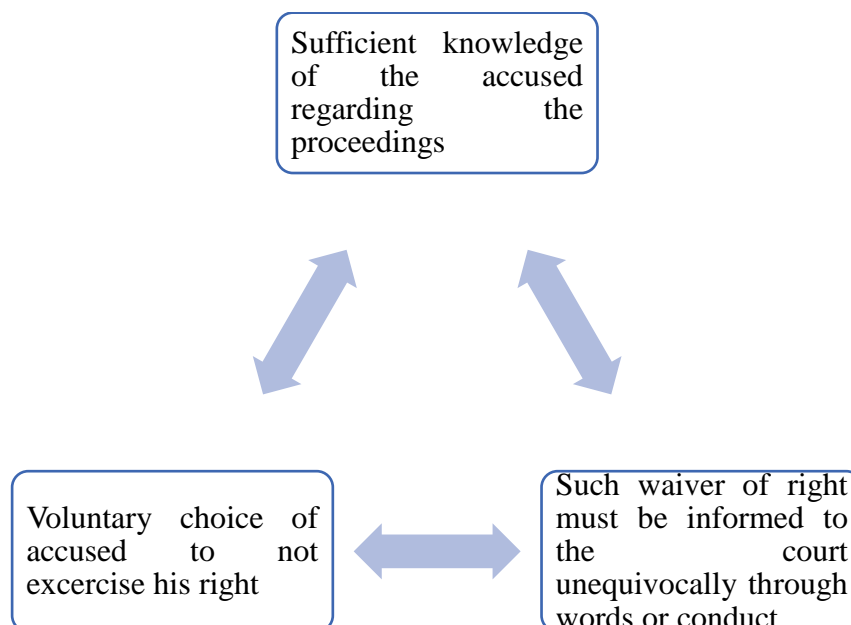 Sufficient knowledge
of the accused
regarding the
proceedings
Voluntary choice of
accused to not
excercise his right
Such waiver of right
must be informed to
the court
unequivocally through
words or conduct